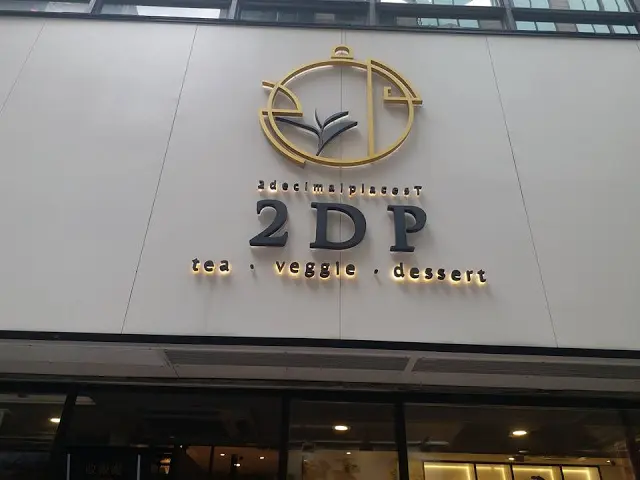 2decimalplacesT
2DP
tea · veggie · dessert